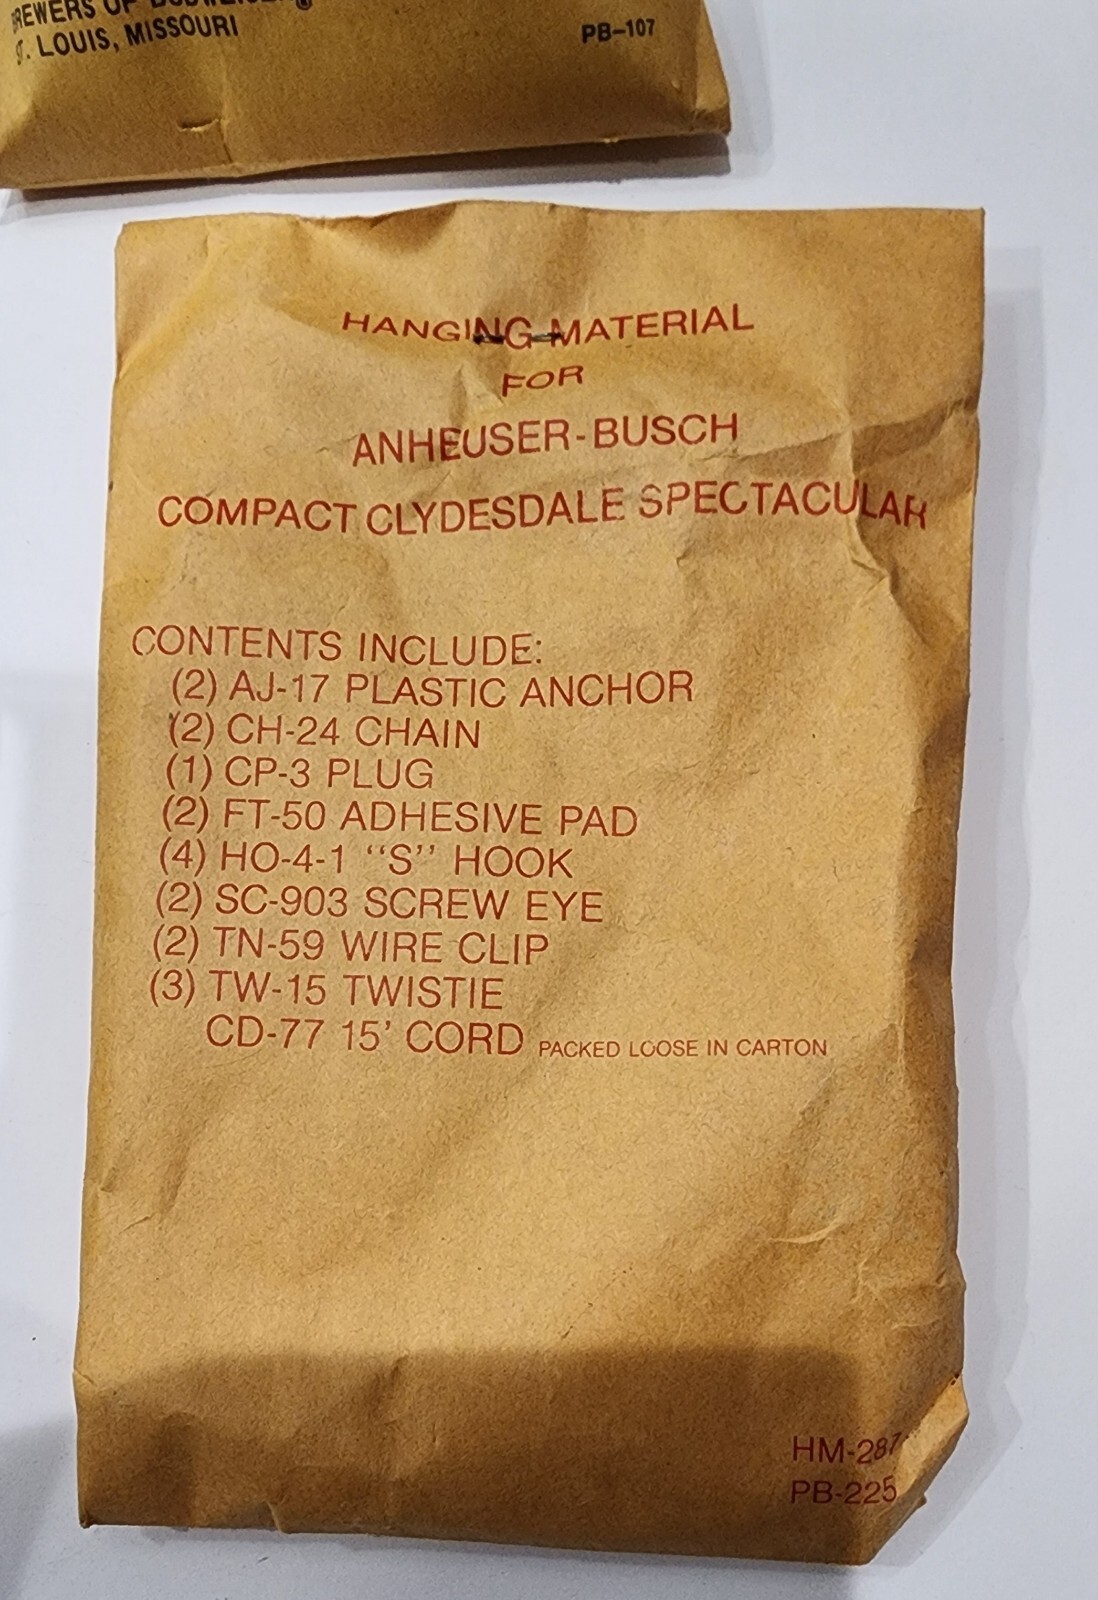 BREWERS OF BUDWEISER®
ST. LOUIS, MISSOURI
PB-107
HANGING MATERIAL
FOR
ANHEUSER-BUSCH
COMPACT CLYDESDALE SPECTACULAR
CONTENTS INCLUDE:
(2) AJ-17 PLASTIC ANCHOR
(2) CH-24 CHAIN
(1) CP-3 PLUG
(2) FT-50 ADHESIVE PAD
(4) HO-4-1 “S” HOOK
(2) SC-903 SCREW EYE
(2) TN-59 WIRE CLIP
(3) TW-15 TWISTIE
CD-77 15' CORD PACKED LOOSE IN CARTON
HM-287
PB-225